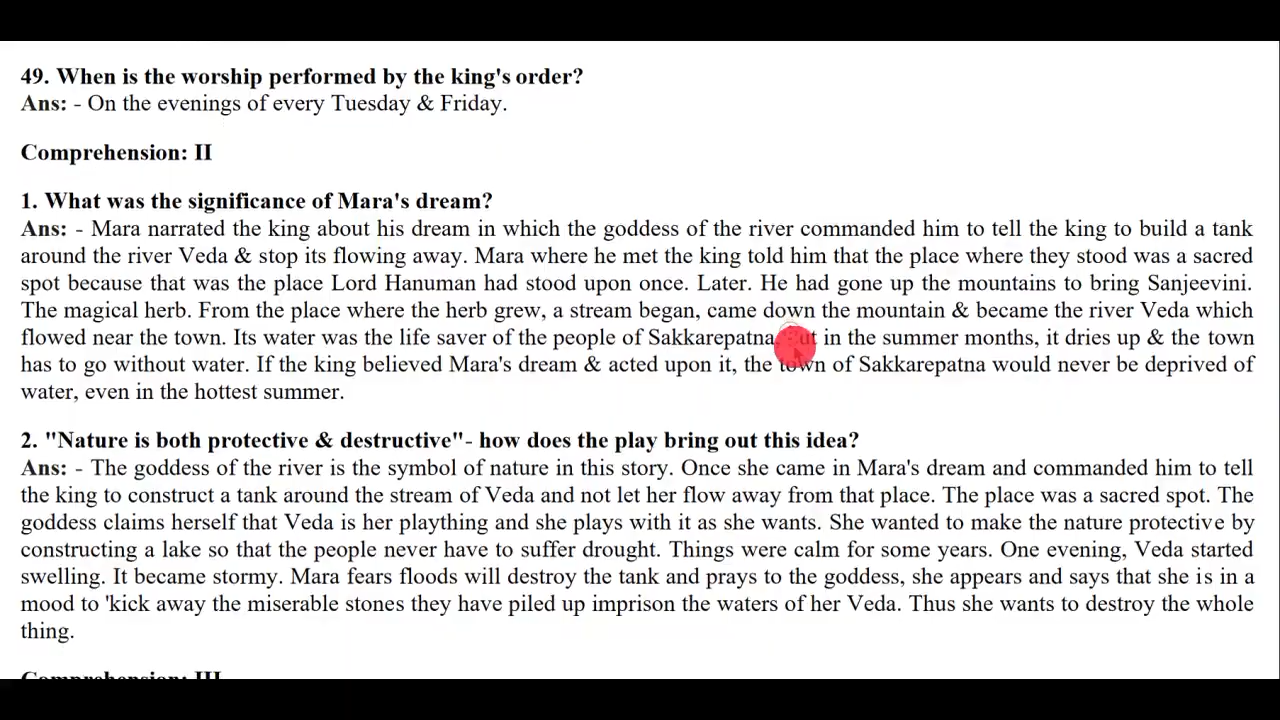 49. When is the worship performed by the king's order?
Ans: - On the evenings of every Tuesday & Friday.
Comprehension: II
1. What was the significance of Mara's dream?
Ans: - Mara narrated the king about his dream in which the goddess of the river commanded him to tell the king to build a tank
around the river Veda & stop its flowing away. Mara where he met the king told him that the place where they stood was a sacred
spot because that was the place Lord Hanuman had stood upon once. Later. He had gone up the mountains to bring Sanjeevini.
The magical herb. From the place where the herb grew, a stream began, came down the mountain & became the river Veda which
flowed near the town. Its water was the life saver of the people of Sakkarepatna, in the summer months, it dries up & the town
has to go without water. If the king believed Mara's dream & acted upon it, the town of Sakkarepatna would never be deprived of
water, even in the hottest summer.
2. "Nature is both protective & destructive"- how does the play bring out this idea?
Ans: - The goddess of the river is the symbol of nature in this story. Once she came in Mara's dream and commanded him to tell
the king to construct a tank around the stream of Veda and not let her flow away from that place. The place was a sacred spot. The
goddess claims herself that Veda is her plaything and she plays with it as she wants. She wanted to make the nature protective by
constructing a lake so that the people never have to suffer drought. Things were calm for some years. One evening, Veda started
swelling. It became stormy. Mara fears floods will destroy the tank and prays to the goddess, she appears and says that she is in a
mood to 'kick away the miserable stones they have piled up imprison the waters of her Veda. Thus she wants to destroy the whole
thing.
Comprehension: III